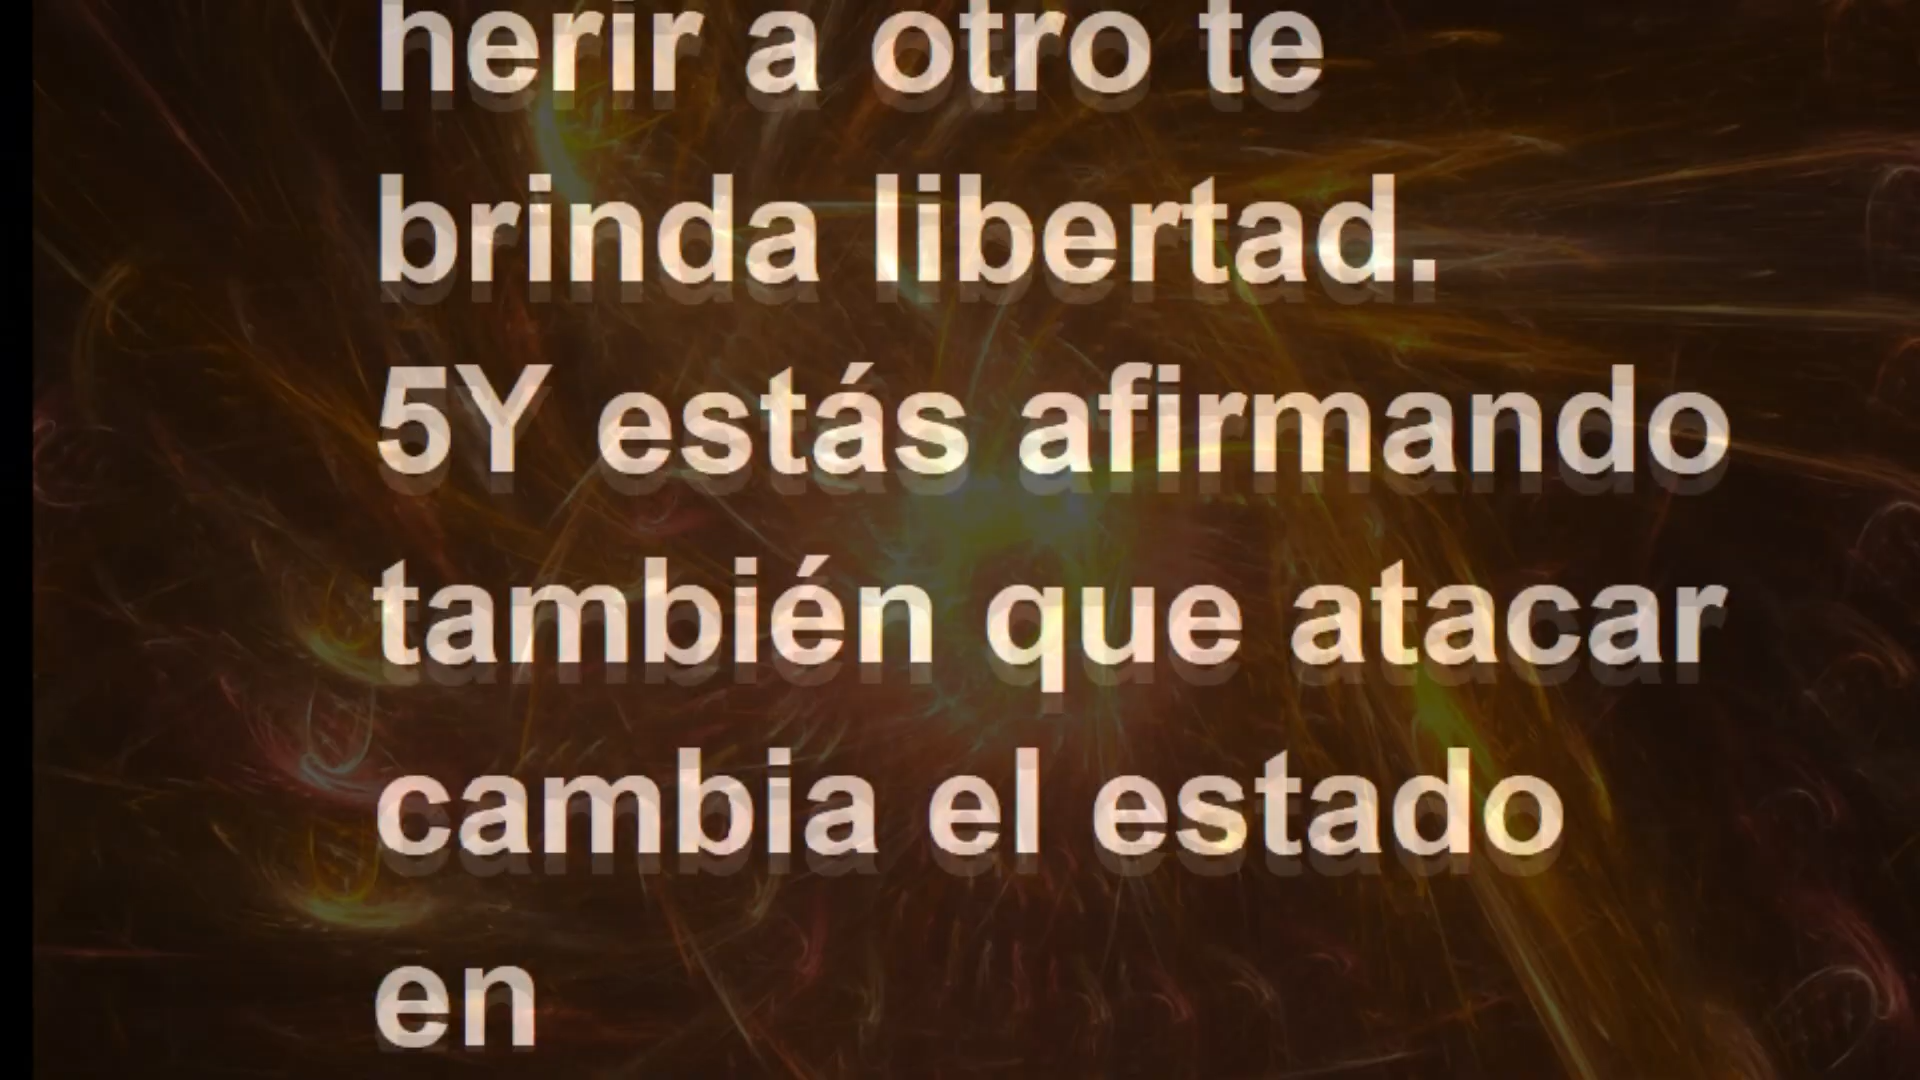 herir a otro te
brinda libertad.
5Y estás afirmando
también que atacar
cambia el estado
en